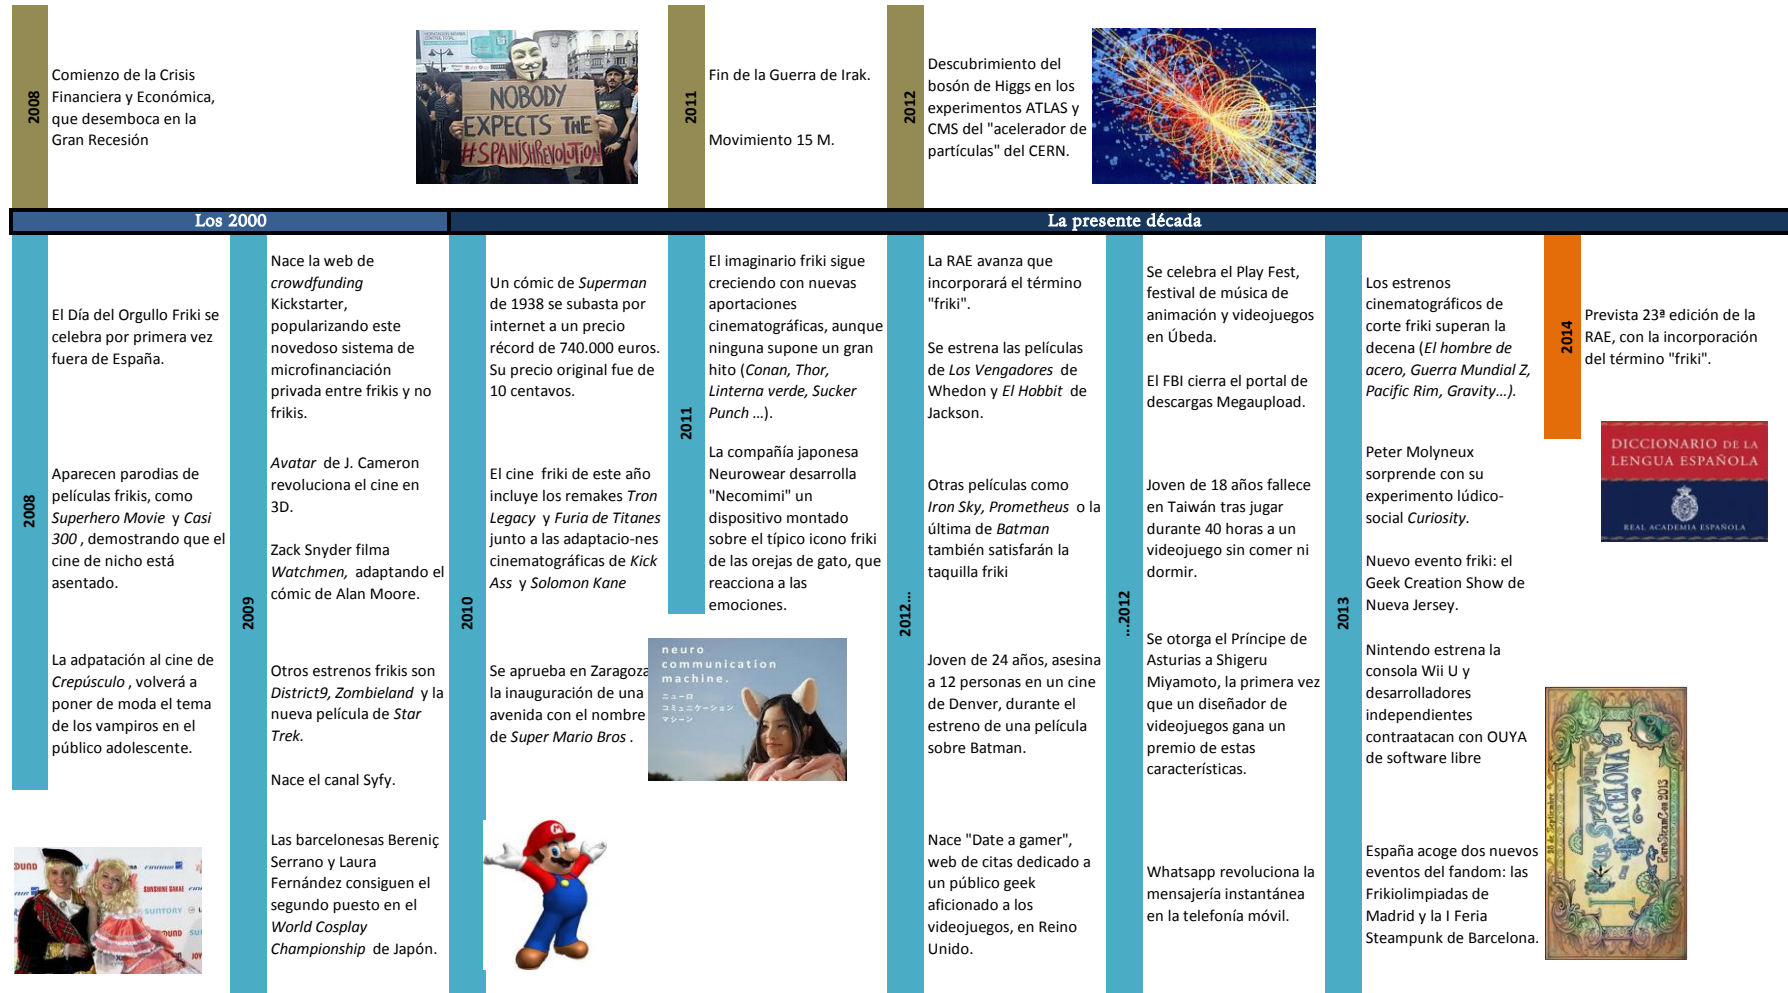 2008
Comienzo de la Crisis
Financiera y Económica,
que desemboca en la
Gran Recesión
NOBODY
EXPECTS THE
#SPANISHREVOLUTION
2011
Fin de la Guerra de Irak.
Movimiento 15 M.
2012
Descubrimiento del
bosón de Higgs en los
experimentos ATLAS y
CMS del "acelerador de
partículas" del CERN.
Los 2000
La presente década
2008
El Día del Orgullo Friki se
celebra por primera vez
fuera de España.
Aparecen parodias de
películas frikis, como
Superhero Movie y Casi
300 , demostrando que el
cine de nicho está
asentado.
La adpatación al cine de
Crepúsculo , volverá a
poner de moda el tema
de los vampiros en el
público adolescente.
SUNSHINE SAKAE
SUNTORY
2009
Nace la web de
crowdfunding
Kickstarter,
popularizando este
novedoso sistema de
microfinanciación
privada entre frikis y no
frikis.
Avatar de J. Cameron
revoluciona el cine en
3D.
Zack Snyder filma
Watchmen, adaptando el
cómic de Alan Moore.
Otros estrenos frikis son
District9, Zombieland y la
nueva película de Star
Trek.
Nace el canal Syfy.
Las barcelonesas Bereniç
Serrano y Laura
Fernández consiguen el
segundo puesto en el
World Cosplay
Championship de Japón.
2010
Un cómic de Superman
de 1938 se subasta por
internet a un precio
récord de 740.000 euros.
Su precio original fue de
10 centavos.
El cine friki de este año
incluye los remakes Tron
Legacy y Furia de Titanes
junto a las adaptacio-nes
cinematográficas de Kick
Ass y Solomon Kane
Se aprueba en Zaragoza
la inauguración de una
avenida con el nombre
de Super Mario Bros .
2011
El imaginario friki sigue
creciendo con nuevas
aportaciones
cinematográficas, aunque
ninguna supone un gran
hito (Conan, Thor,
Linterna verde, Sucker
Punch …).
La compañía japonesa
Neurowear desarrolla
"Necomimi" un
dispositivo montado
sobre el típico icono friki
de las orejas de gato, que
reacciona a las
emociones.
neuro
communication
machine.
ニューロ
コミュニケーション
マシーン
2012...
La RAE avanza que
incorporará el término
"friki".
Se estrena las películas
de Los Vengadores de
Whedon y El Hobbit de
Jackson.
Otras películas como
Iron Sky, Prometheus o la
última de Batman
también satisfarán la
taquilla friki
Joven de 24 años, asesina
a 12 personas en un cine
de Denver, durante el
estreno de una película
sobre Batman.
Nace "Date a gamer",
web de citas dedicado a
un público geek
aficionado a los
videojuegos, en Reino
Unido.
...2012
Se celebra el Play Fest,
festival de música de
animación y videojuegos
en Úbeda.
El FBI cierra el portal de
descargas Megaupload.
Joven de 18 años fallece
en Taiwán tras jugar
durante 40 horas a un
videojuego sin comer ni
dormir.
Se otorga el Príncipe de
Asturias a Shigeru
Miyamoto, la primera vez
que un diseñador de
videojuegos gana un
premio de estas
características.
Whatsapp revoluciona la
mensajería instantánea
en la telefonía móvil.
2013
Los estrenos
cinematográficos de
corte friki superan la
decena (El hombre de
acero, Guerra Mundial Z,
Pacific Rim, Gravity…).
Peter Molyneux
sorprende con su
experimento lúdico-
social Curiosity.
Nuevo evento friki: el
Geek Creation Show de
Nueva Jersey.
Nintendo estrena la
consola Wii U y
desarrolladores
independientes
contraatacan con OUYA
de software libre
España acoge dos nuevos
eventos del fandom: las
Frikiolimpiadas de
Madrid y la I Feria
Steampunk de Barcelona.
2014
Prevista 23ª edición de la
RAE, con la incorporación
del término "friki".
DICCIONARIO DE LA
LENGUA ESPAÑOLA
REAL ACADEMIA ESPAÑOLA
I FERIA STEAMPUNK
BARCELONA
EuroSteamCon 2013